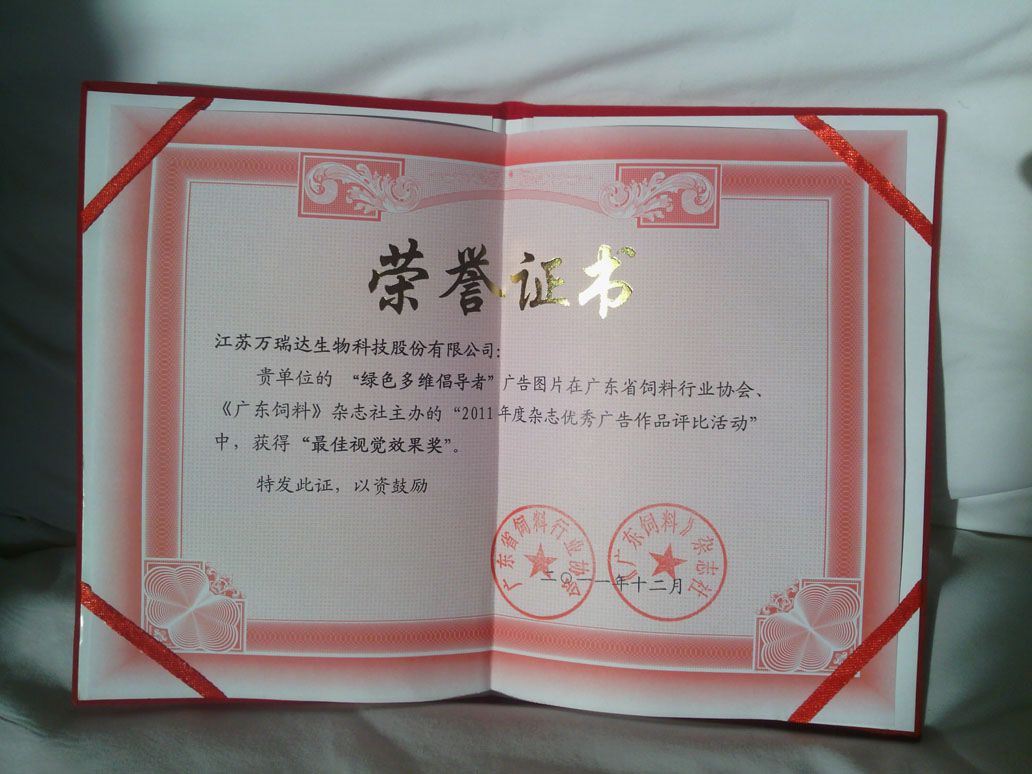 荣誉证书
江苏万瑞达生物科技股份有限公司：
贵单位的 “绿色多维倡导者”广告图片在广东省饲料行业协会、
《广东饲料》杂志社主办的“2011年度杂志优秀广告作品评比活动”
中，获得“最佳视觉效果奖”。
特发此证，以资鼓励
广东省饲料行业协会
《广东饲料》杂志社
二〇一一年十二月